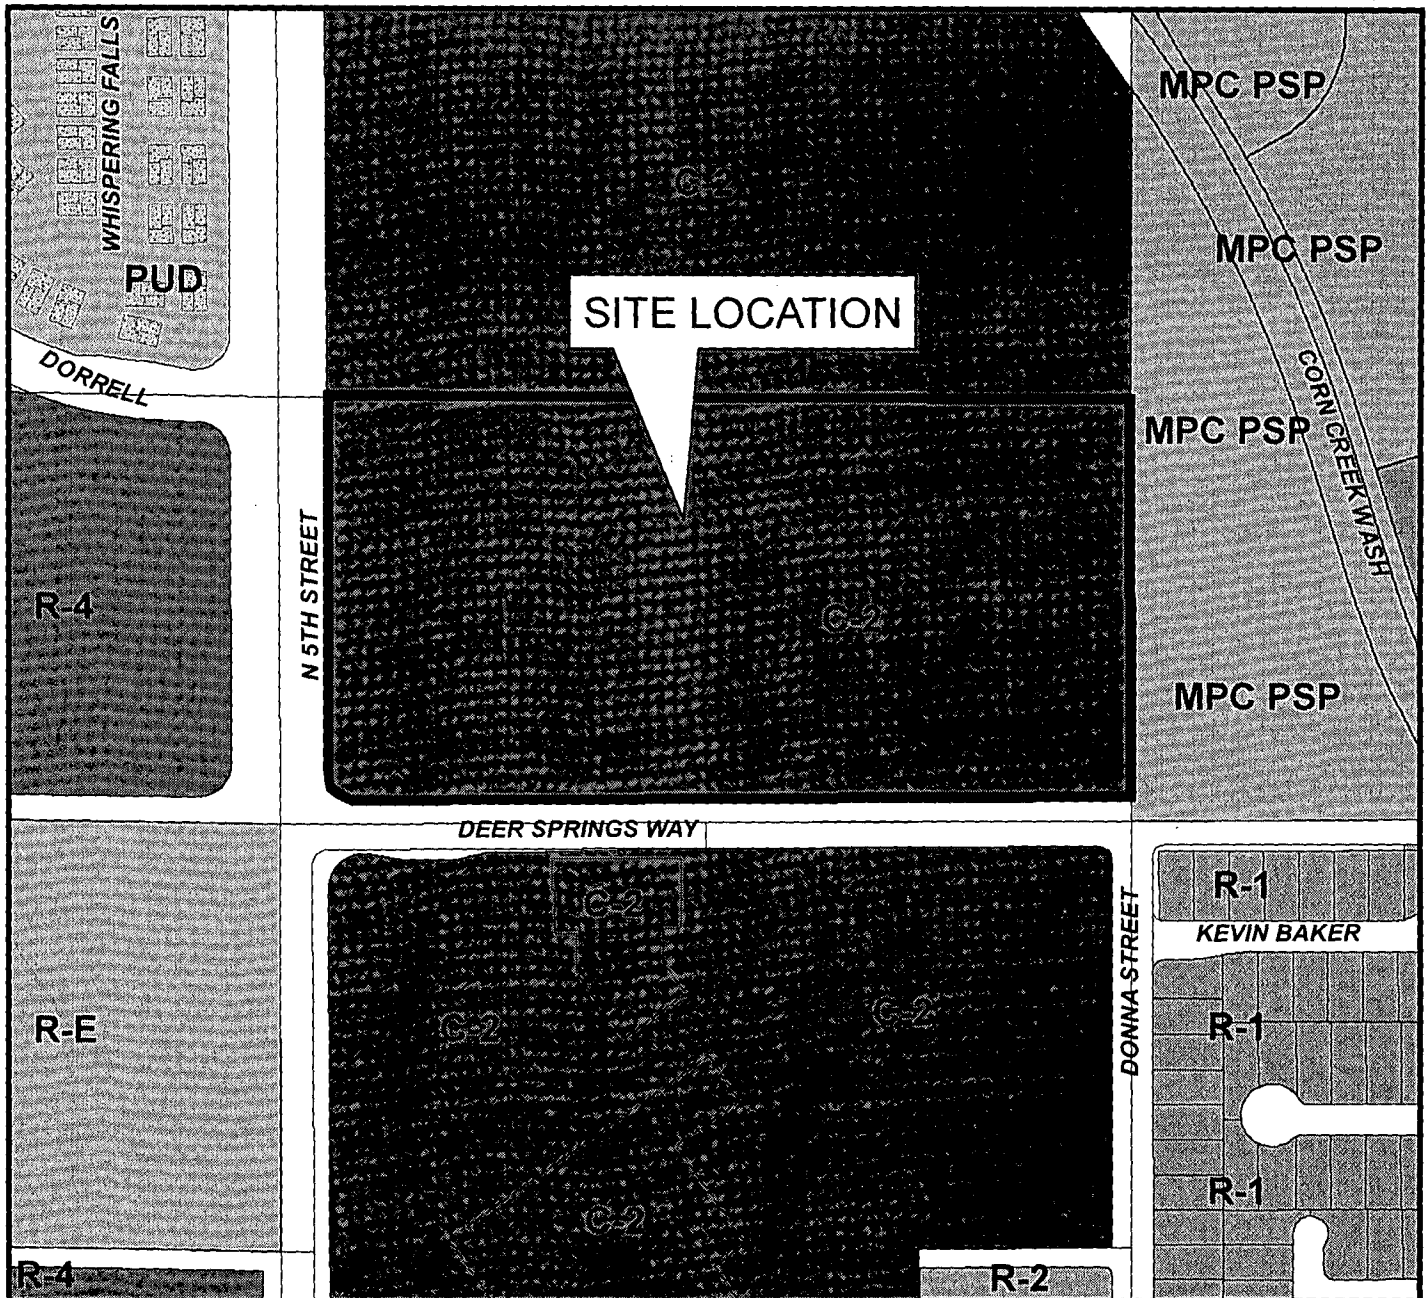 WHISPERING FALLS
MPC PSP
C-2
MPC PSP
PUD
SITE LOCATION
DORRELL
CORN CREEK WASH
MPC PSP
N 5TH STREET
R-4
C-2
MPC PSP
DEER SPRINGS WAY
R-1
C-2
DONNA STREET
KEVIN BAKER
R-E
C-2
C-2
R-1
R-1
C-2
R-4
R-2